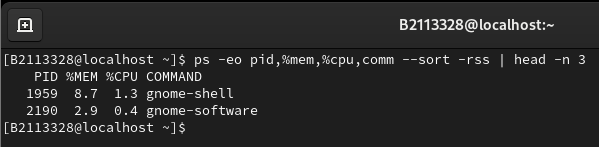 B2113328@localhost:~
[B2113328@localhost ~]$ ps -eo pid,%mem,%cpu,comm --sort -rss | head -n 3
    PID %MEM %CPU COMMAND
   1959  8.7  1.3 gnome-shell
   2190  2.9  0.4 gnome-software
[B2113328@localhost ~]$